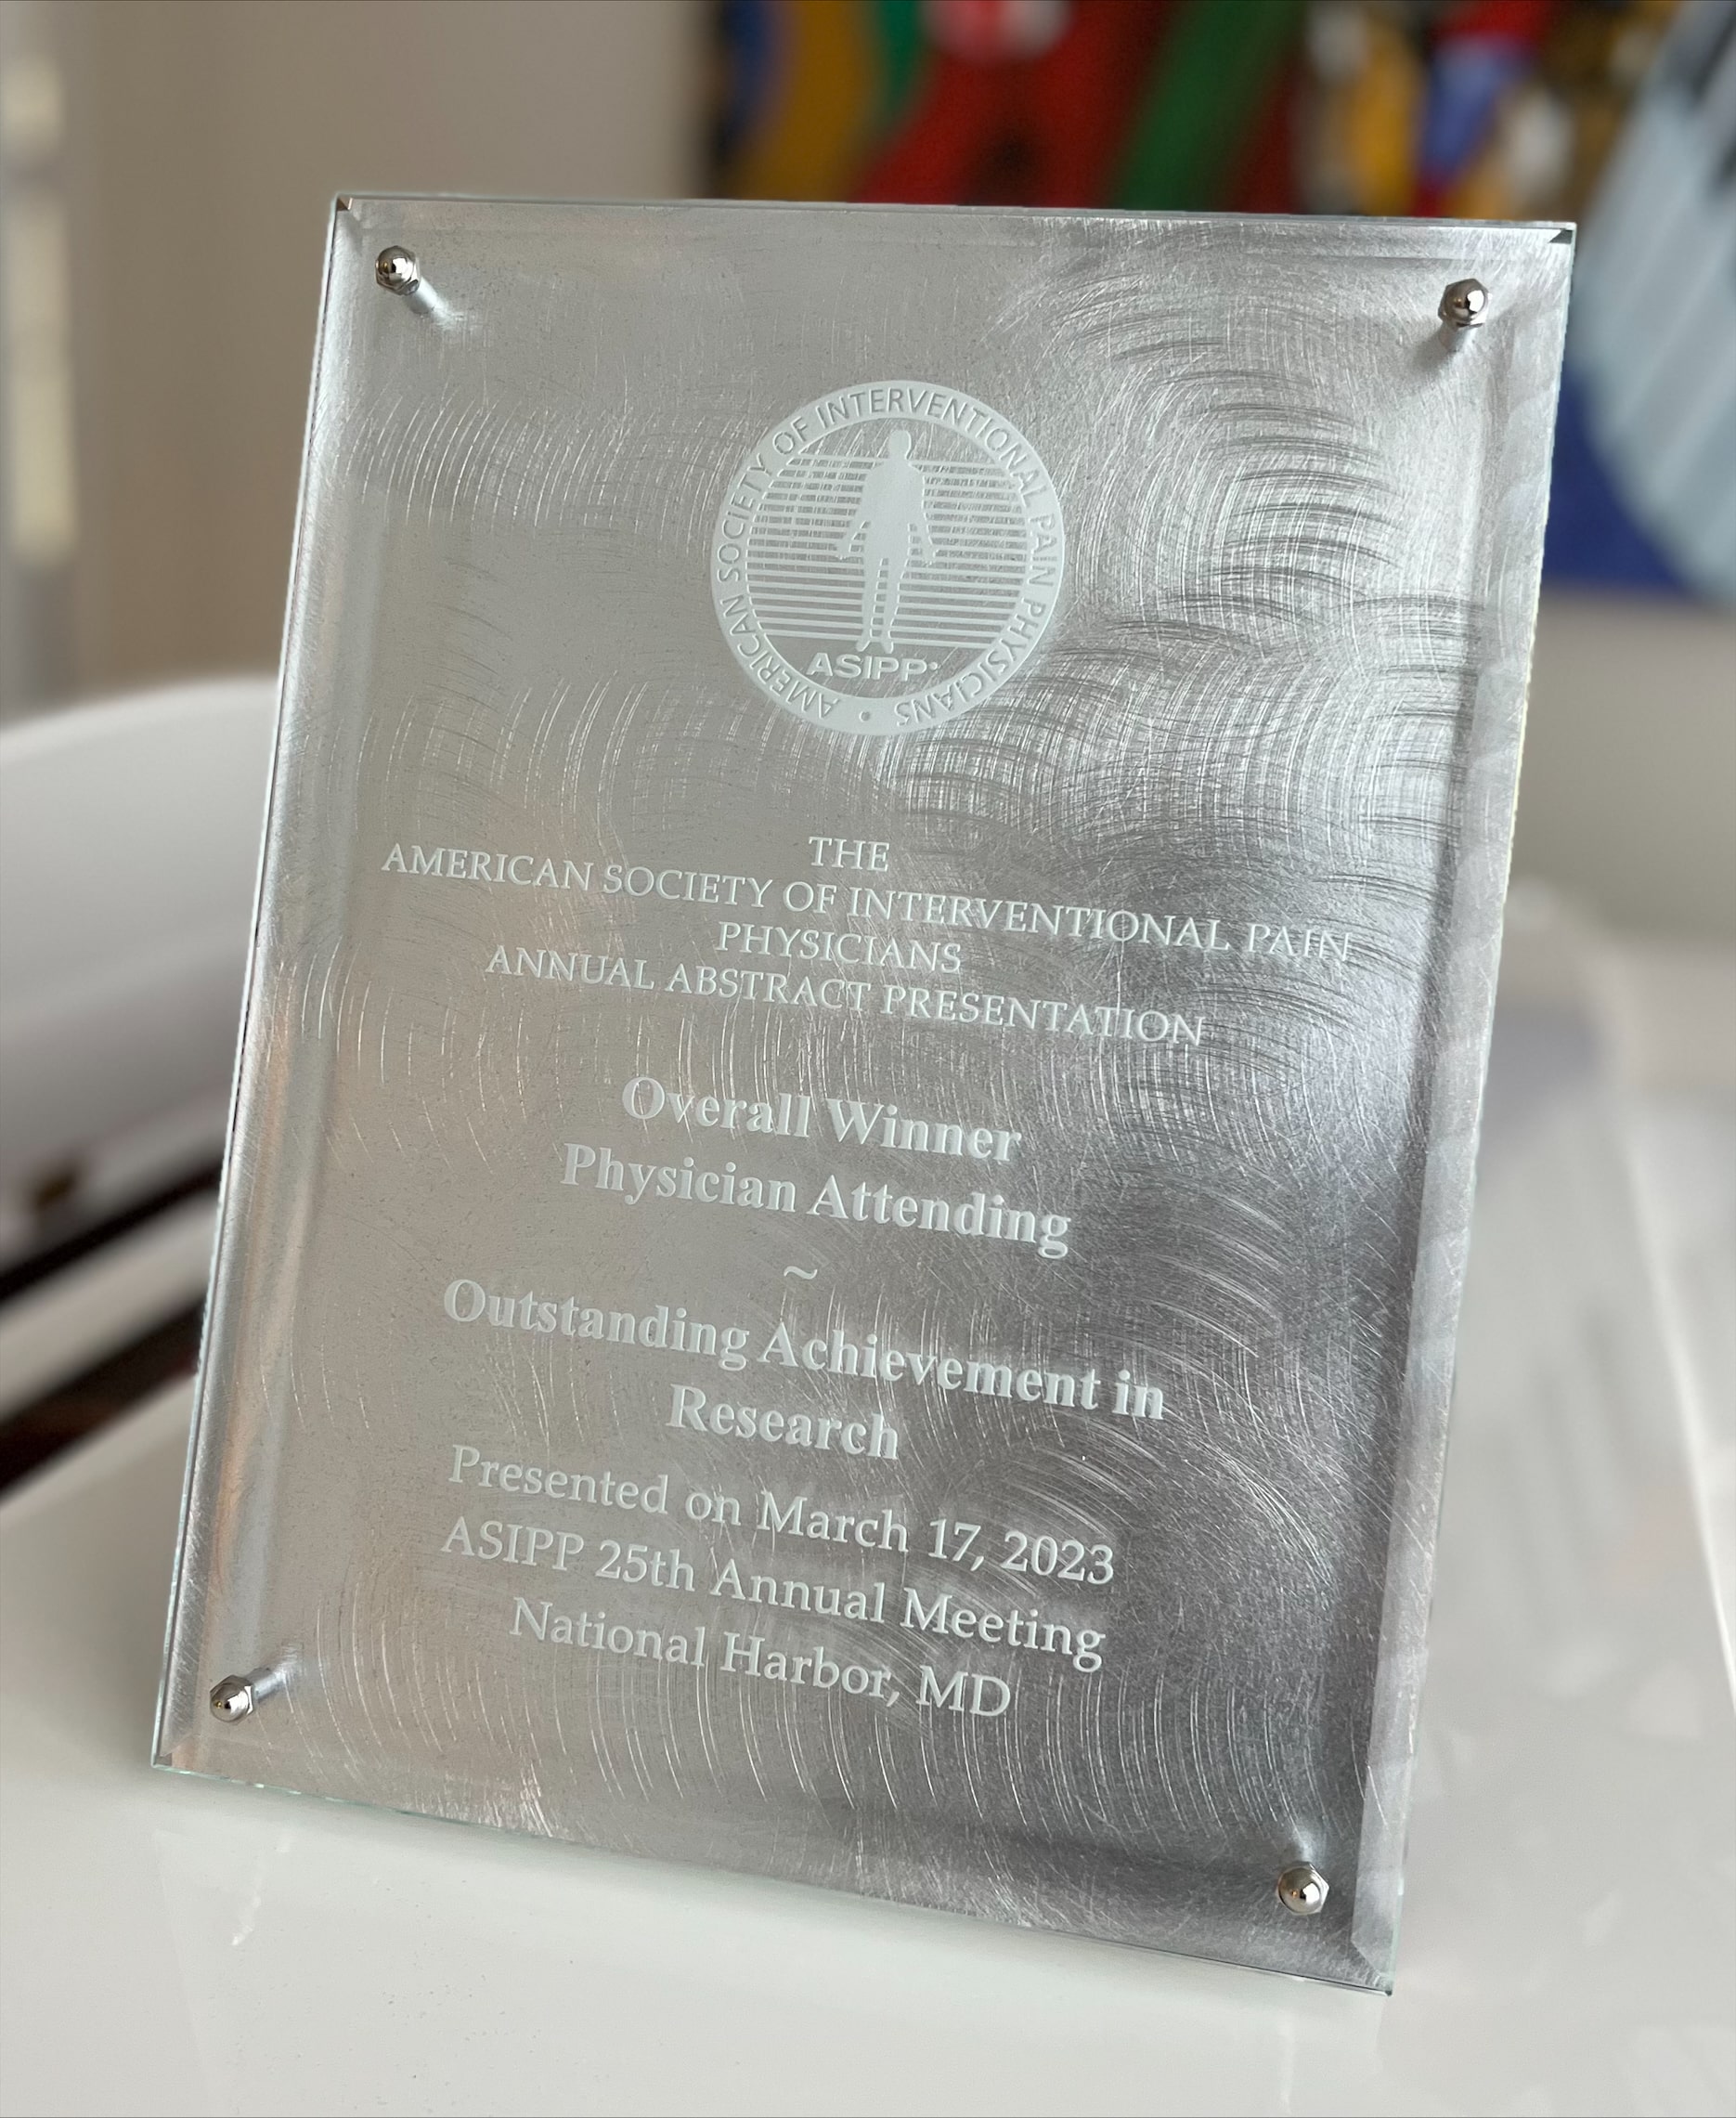 AMERICAN SOCIETY OF INTERVENTIONAL PAIN PHYSICIANS •
ASIPP®
THE
AMERICAN SOCIETY OF INTERVENTIONAL PAIN
PHYSICIANS
ANNUAL ABSTRACT PRESENTATION
Overall Winner
Physician Attending
~
Outstanding Achievement in
Research
Presented on March 17, 2023
ASIPP 25th Annual Meeting
National Harbor, MD